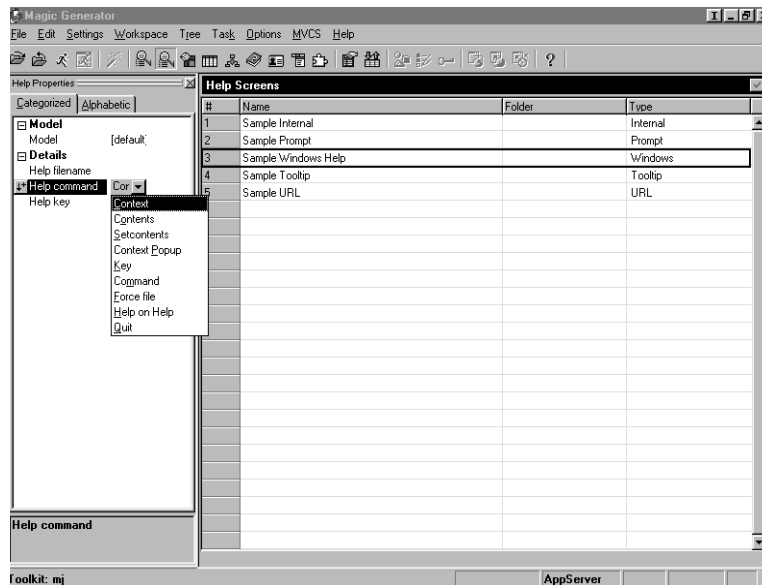 Magic Generator
File Edit Settings Workspace Tree Task Options MVCS Help
Help Properties
Categorized Alphabetic
Model
Model [default]
Details
Help filename
Help command Cor
Help key
Context
Contents
Setcontents
Context Popup
Key
Command
Force file
Help on Help
Quit
Help command
Help Screens
# Name Folder Type
1 Sample Internal Internal
2 Sample Prompt Prompt
3 Sample Windows Help Windows
4 Sample Tooltip Tooltip
5 Sample URL URL
Toolkit: mj AppServer